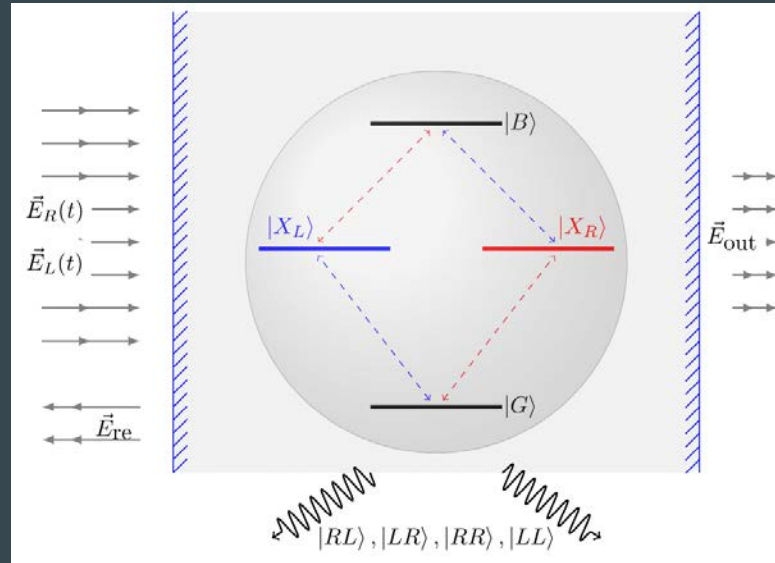 |B⟩
E⃗_R(t)
|X_L⟩
|X_R⟩
E⃗_L(t)
E⃗_out
|G⟩
E⃗_re
|RL⟩ , |LR⟩ , |RR⟩ , |LL⟩